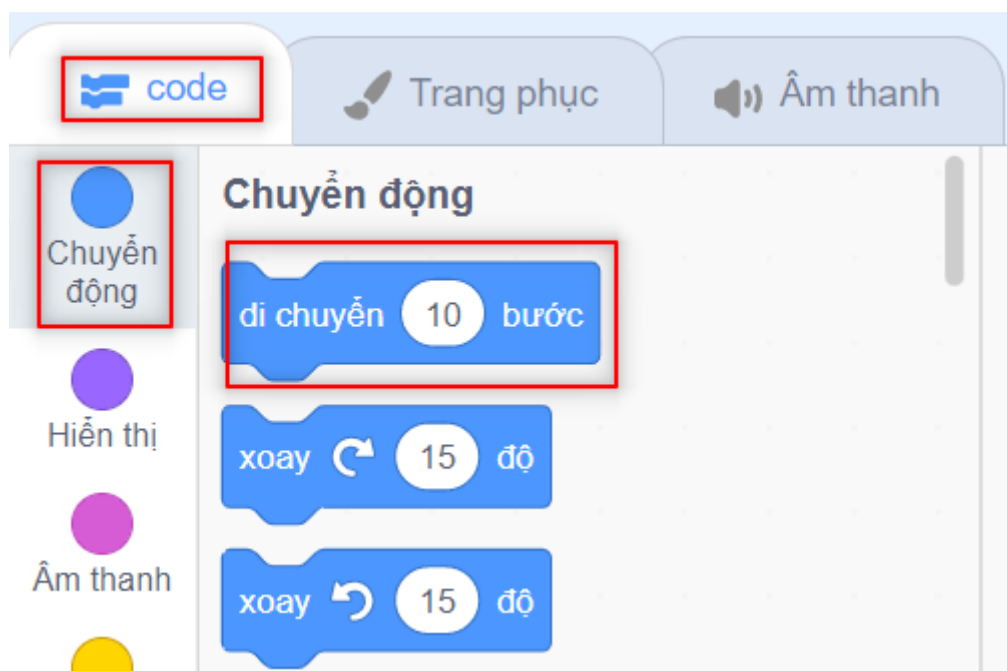 code
Trang phục
Âm thanh
Chuyển
động
Hiển thị
Âm thanh
Chuyển động
di chuyển 10 bước
xoay 15 độ
xoay 15 độ